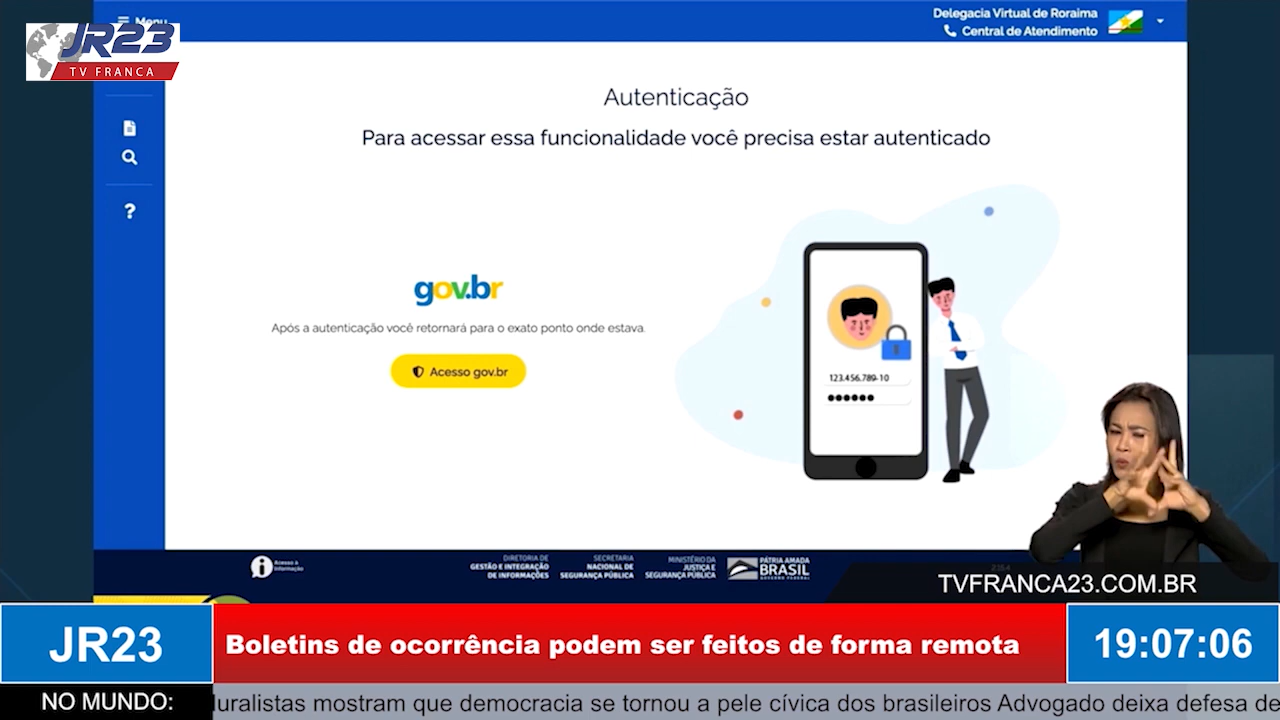 Menu
JR23
TV FRANCA
Delegacia Virtual de Roraima
Central de Atendimento
Autenticação
Para acessar essa funcionalidade você precisa estar autenticado
gov.br
Após a autenticação você retornará para o exato ponto onde estava.
Acesso gov.br
123.456.789-10
Acesso à
Informação
DIRETORIA DE
GESTÃO E INTEGRAÇÃO
DE INFORMAÇÕES
SECRETARIA
NACIONAL DE
SEGURANÇA PÚBLICA
MINISTÉRIO DA
JUSTIÇA E
SEGURANÇA PÚBLICA
PÁTRIA AMADA
BRASIL
GOVERNO FEDERAL
TVFRANCA23.COM.BR
JR23
Boletins de ocorrência podem ser feitos de forma remota
19:07:06
NO MUNDO:
luralistas mostram que democracia se tornou a pele cívica dos brasileiros Advogado deixa defesa de